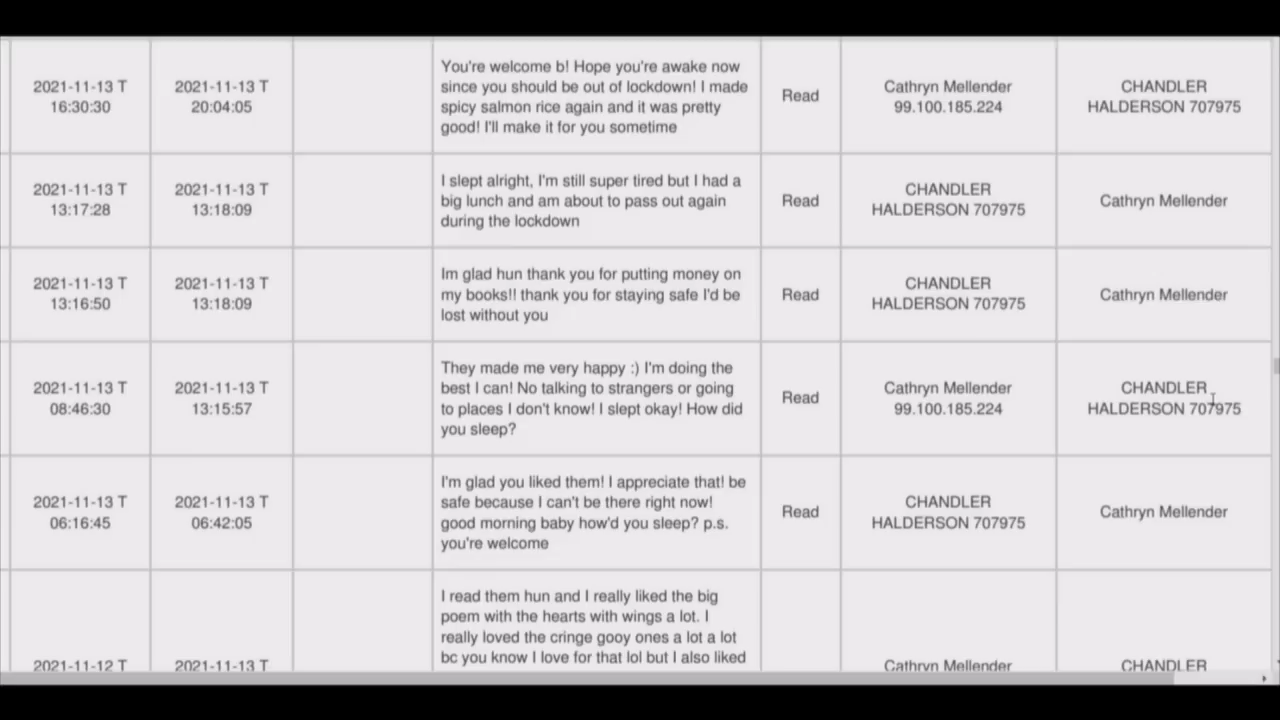 2021-11-13 T
16:30:30
2021-11-13 T
20:04:05
You're welcome b! Hope you're awake now
since you should be out of lockdown! I made
spicy salmon rice again and it was pretty
good! I'll make it for you sometime
Read
Cathryn Mellender
99.100.185.224
CHANDLER
HALDERSON 707975
2021-11-13 T
13:17:28
2021-11-13 T
13:18:09
I slept alright, I'm still super tired but I had a
big lunch and am about to pass out again
during the lockdown
Read
CHANDLER
HALDERSON 707975
Cathryn Mellender
2021-11-13 T
13:16:50
2021-11-13 T
13:18:09
Im glad hun thank you for putting money on
my books!! thank you for staying safe I'd be
lost without you
Read
CHANDLER
HALDERSON 707975
Cathryn Mellender
2021-11-13 T
08:46:30
2021-11-13 T
13:15:57
They made me very happy :) I'm doing the
best I can! No talking to strangers or going
to places I don't know! I slept okay! How did
you sleep?
Read
Cathryn Mellender
99.100.185.224
CHANDLER
HALDERSON 707975
2021-11-13 T
06:16:45
2021-11-13 T
06:42:05
I'm glad you liked them! I appreciate that! be
safe because I can't be there right now!
good morning baby how'd you sleep? p.s.
you're welcome
Read
CHANDLER
HALDERSON 707975
Cathryn Mellender
2021-11-12 T
2021-11-13 T
I read them hun and I really liked the big
poem with the hearts with wings a lot. I
really loved the cringe gooy ones a lot a lot
bc you know I love for that lol but I also liked
Cathryn Mellender
CHANDLER